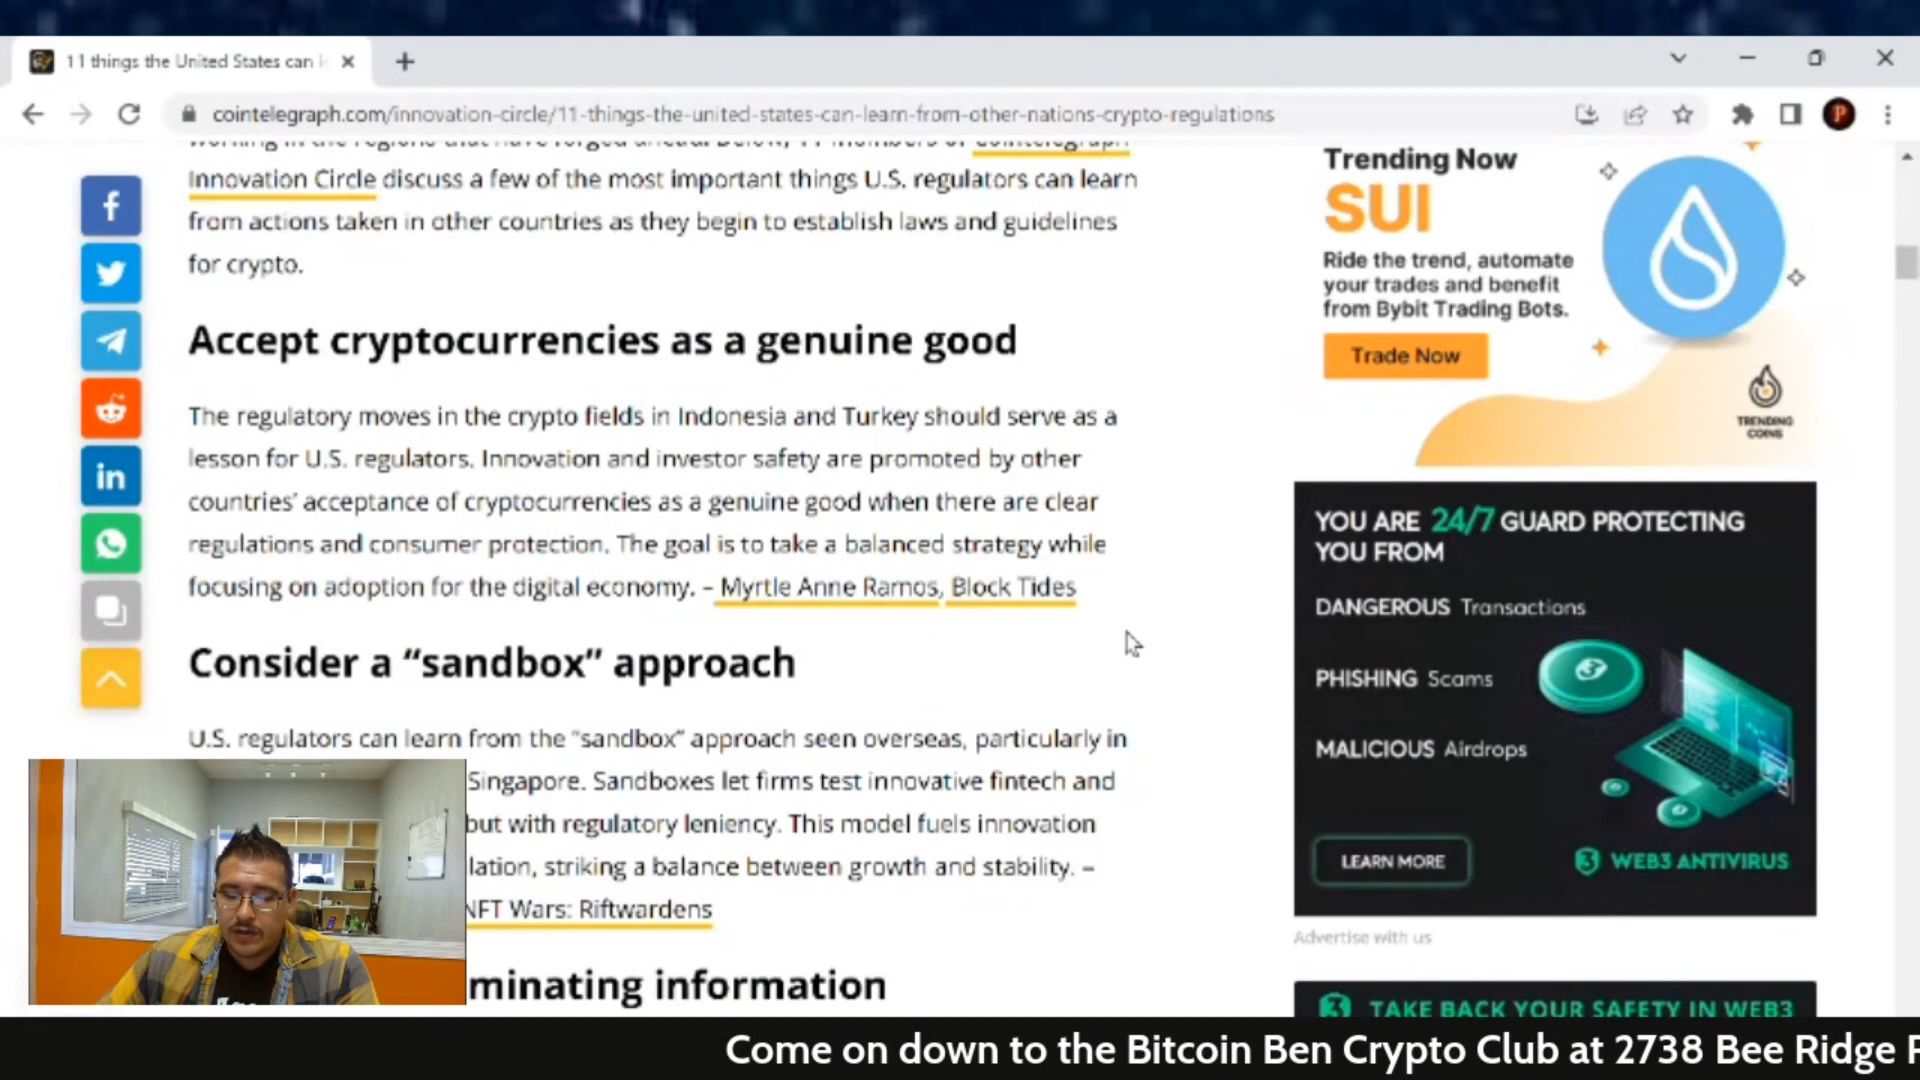 11 things the United States can
cointelegraph.com/innovation-circle/11-things-the-united-states-can-learn-from-other-nations-crypto-regulations
P
working in the regions that have forged ahead. Below, 11 members of Cointelegraph
Innovation Circle discuss a few of the most important things U.S. regulators can learn
from actions taken in other countries as they begin to establish laws and guidelines
for crypto.
Accept cryptocurrencies as a genuine good
The regulatory moves in the crypto fields in Indonesia and Turkey should serve as a
lesson for U.S. regulators. Innovation and investor safety are promoted by other
countries' acceptance of cryptocurrencies as a genuine good when there are clear
regulations and consumer protection. The goal is to take a balanced strategy while
focusing on adoption for the digital economy. – Myrtle Anne Ramos, Block Tides
Consider a “sandbox” approach
U.S. regulators can learn from the “sandbox” approach seen overseas, particularly in
Singapore. Sandboxes let firms test innovative fintech and
but with regulatory leniency. This model fuels innovation
lation, striking a balance between growth and stability. –
NFT Wars: Riftwardens
minating information
Trending Now
SUI
Ride the trend, automate
your trades and benefit
from Bybit Trading Bots.
Trade Now
TRENDING
COINS
YOU ARE 24/7 GUARD PROTECTING
YOU FROM
DANGEROUS Transactions
PHISHING Scams
MALICIOUS Airdrops
LEARN MORE
WEB3 ANTIVIRUS
Advertise with us
TAKE BACK YOUR SAFETY IN WEB3
Come on down to the Bitcoin Ben Crypto Club at 2738 Bee Ridge